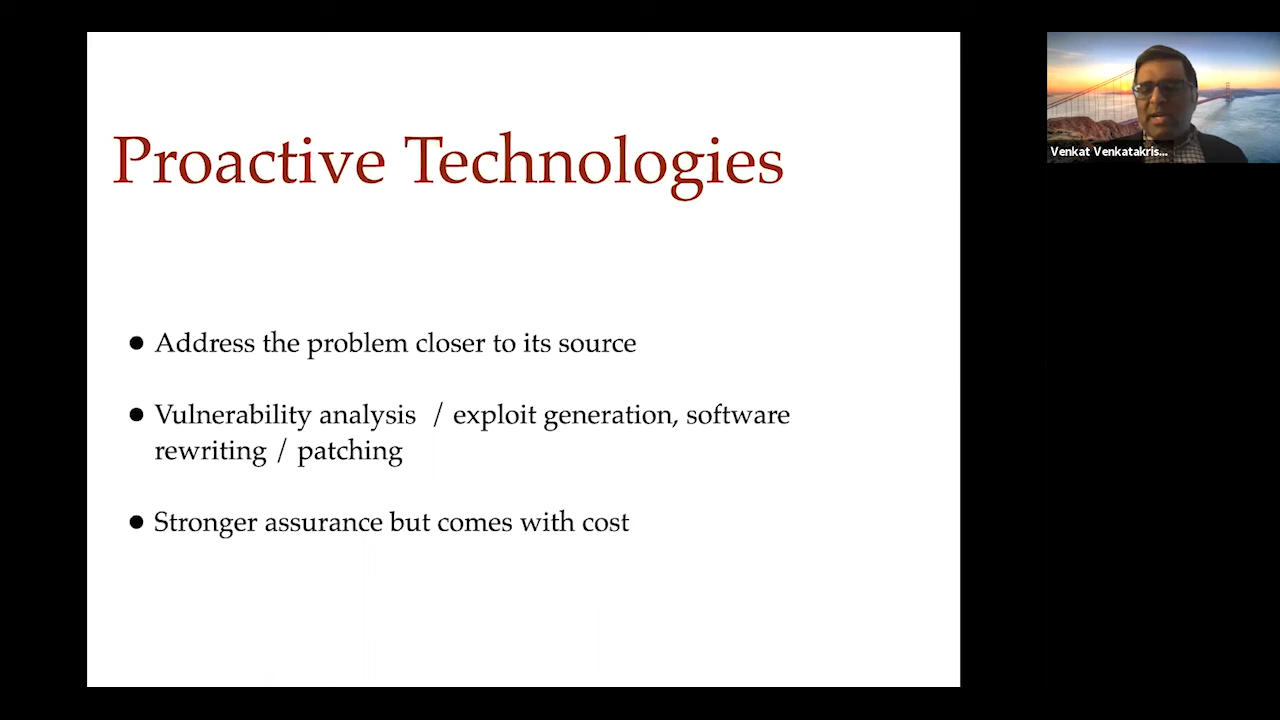 Proactive Technologies
● Address the problem closer to its source
● Vulnerability analysis / exploit generation, software
rewriting / patching
● Stronger assurance but comes with cost
Venkat Venkatakris...